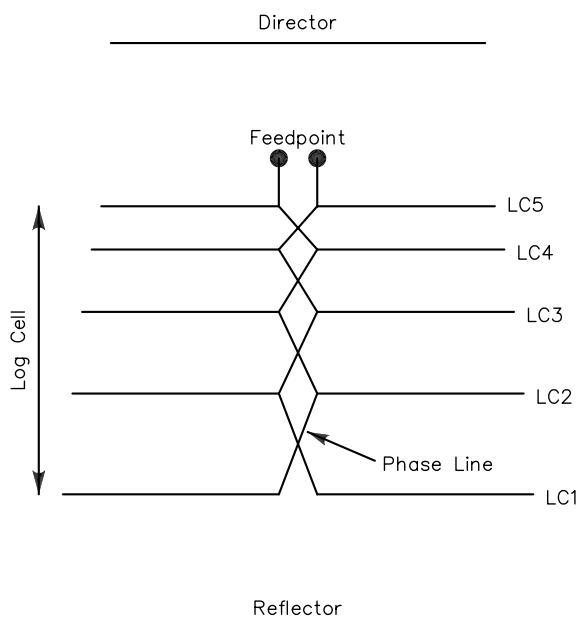 Director
Feedpoint
LC5
LC4
LC3
LC2
LC1
Log Cell
Phase Line
Reflector